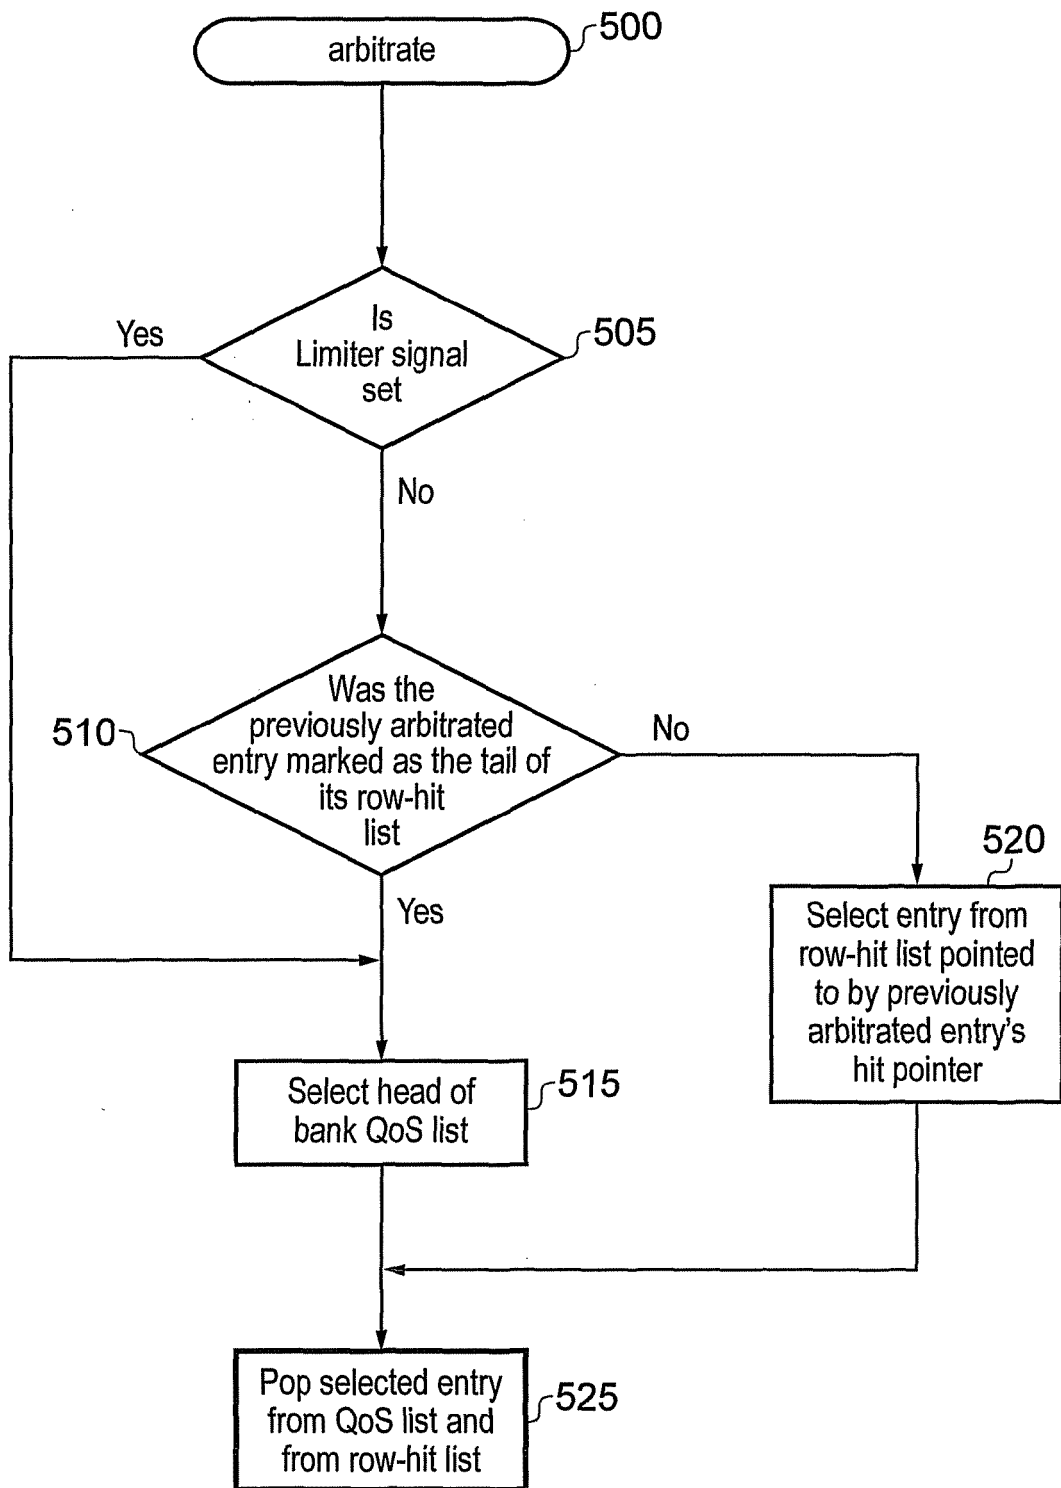 arbitrate
500
Is
Limiter signal
set
505
Yes
No
Was the
previously arbitrated
entry marked as the tail of
its row-hit
list
510
No
Yes
520
Select entry from
row-hit list pointed
to by previously
arbitrated entry's
hit pointer
Select head of
bank QoS list
515
Pop selected entry
from QoS list and
from row-hit list
525